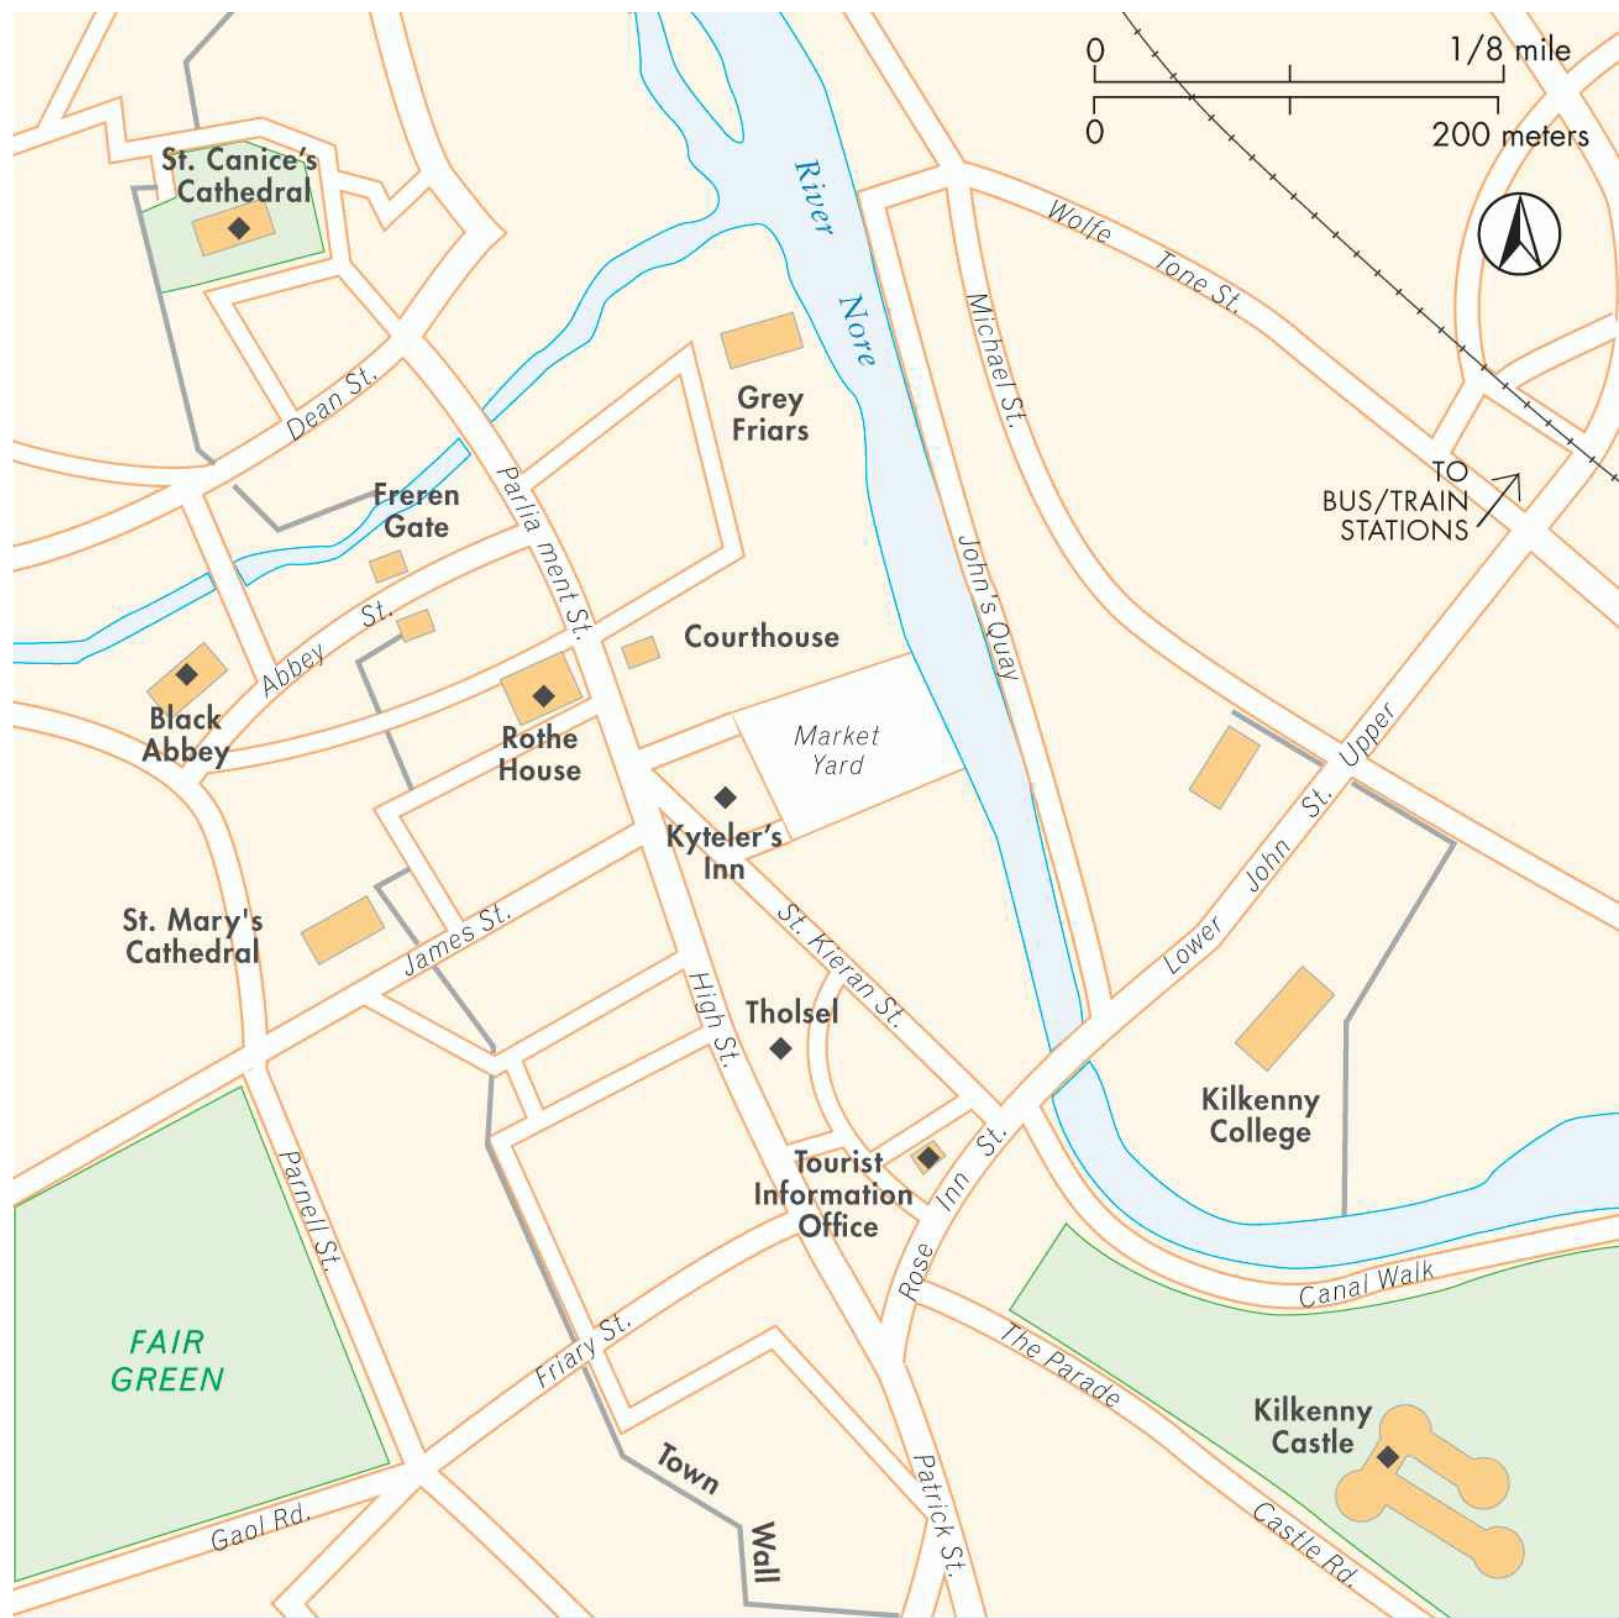 0
1/8 mile
0
200 meters
St. Canice's
Cathedral
River
Nore
Wolfe
Tone St.
Michael St.
Grey
Friars
Dean St.
Freren
Gate
TO
BUS/TRAIN
STATIONS
Parlia ment St.
John's Quay
Abbey St.
Courthouse
Black
Abbey
Rothe
House
Market
Yard
Upper
Lower John St.
Kyteler's
Inn
St. Mary's
Cathedral
James St.
St. Kieran St.
High St.
Tholsel
Kilkenny
College
Tourist
Information
Office
Rose Inn St.
Parnell St.
Canal Walk
FAIR
GREEN
Friary St.
The Parade
Kilkenny
Castle
Town
Wall
Patrick St.
Castle Rd.
Gaol Rd.